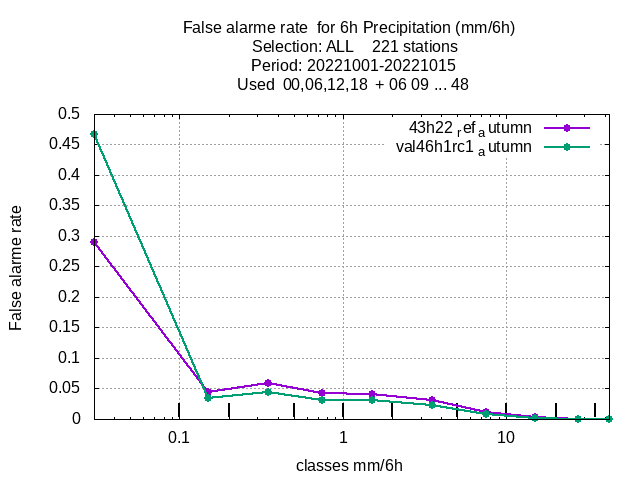 False alarme rate  for 6h Precipitation (mm/6h)
Selection: ALL    221 stations
Period: 20221001-20221015
Used  00,06,12,18  + 06 09 ... 48
43h22 ref a utumn
val46h1rc1 a utumn
0.5
0.45
0.4
0.35
0.3
0.25
0.2
0.15
0.1
0.05
0
False alarme rate
0.1
1
10
classes mm/6h